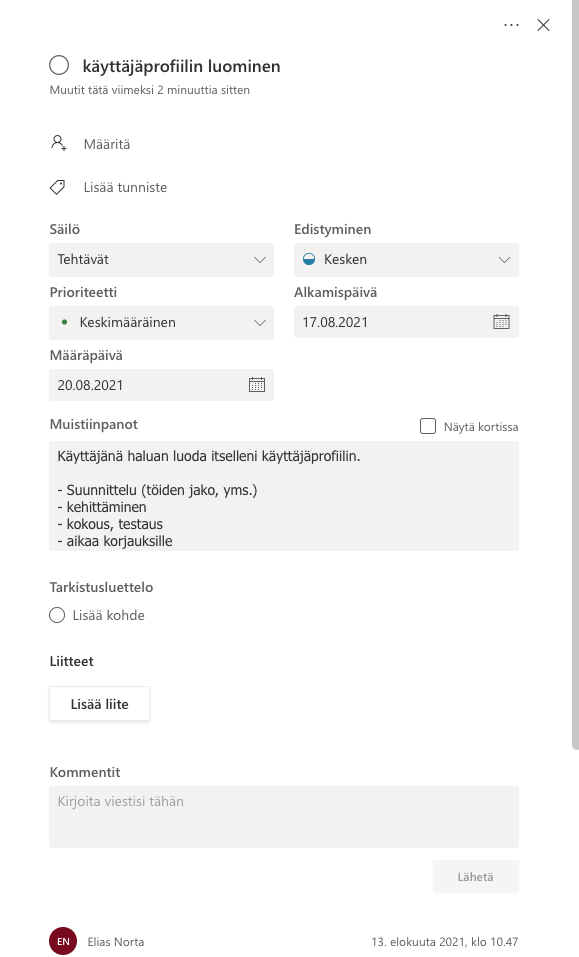 käyttäjäprofiilin luominen
Muutit tätä viimeksi 2 minuuttia sitten
Määritä
Lisää tunniste
Säilö
Edistyminen
Tehtävät
Kesken
Prioriteetti
Alkamispäivä
Keskimääräinen
17.08.2021
Määräpäivä
20.08.2021
Muistiinpanot
Näytä kortissa
Käyttäjänä haluan luoda itselleni käyttäjäprofiilin.
- Suunnittelu (töiden jako, yms.)
- kehittäminen
- kokous, testaus
- aikaa korjauksille
Tarkistusluettelo
Lisää kohde
Liitteet
Lisää liite
Kommentit
Kirjoita viestisi tähän
Lähetä
EN Elias Norta 13. elokuuta 2021, klo 10.47